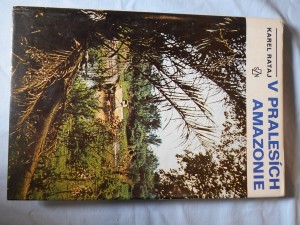 KAREL RATAJ
V PRALESÍCH
AMAZONIE